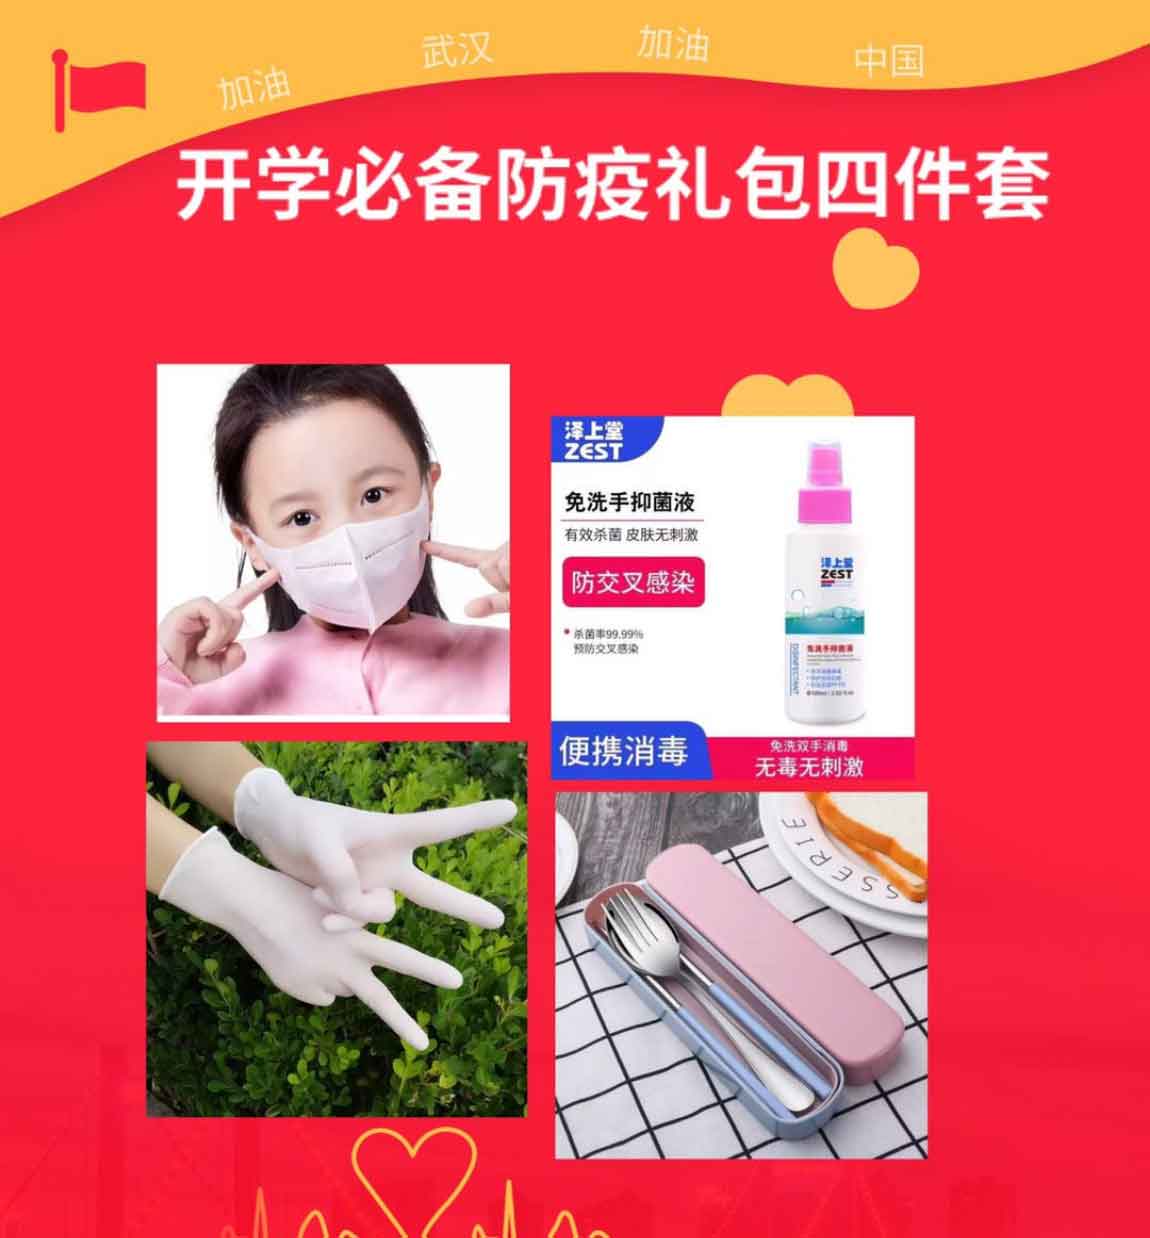 加油
武汉
加油
中国
开学必备防疫礼包四件套
泽上堂
ZEST
免洗手抑菌液
有效杀菌 皮肤无刺激
防交叉感染
杀菌率99.99%
预防交叉感染
泽上堂
ZEST
免洗手抑菌液
DISINFECTANT
便携消毒
免洗双手消毒
无毒无刺激
SSERIE